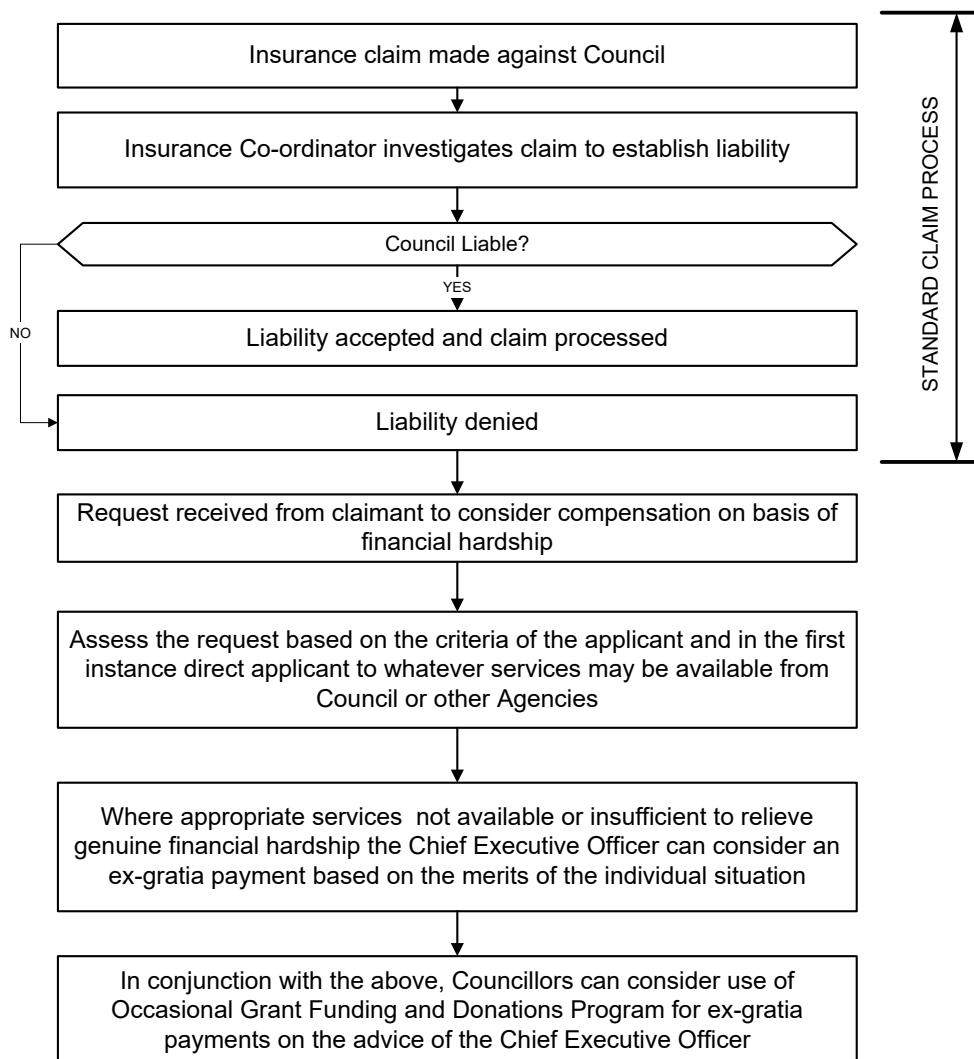 Insurance claim made against Council
Insurance Co-ordinator investigates claim to establish liability
Council Liable?
YES
NO
Liability accepted and claim processed
Liability denied
STANDARD CLAIM PROCESS
Request received from claimant to consider compensation on basis of
financial hardship
Assess the request based on the criteria of the applicant and in the first
instance direct applicant to whatever services may be available from
Council or other Agencies
Where appropriate services  not available or insufficient to relieve
genuine financial hardship the Chief Executive Officer can consider an
ex-gratia payment based on the merits of the individual situation
In conjunction with the above, Councillors can consider use of
Occasional Grant Funding and Donations Program for ex-gratia
payments on the advice of the Chief Executive Officer